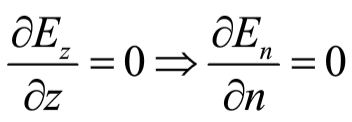 ∂E_z/∂z = 0 ⇒ ∂E_n/∂n = 0